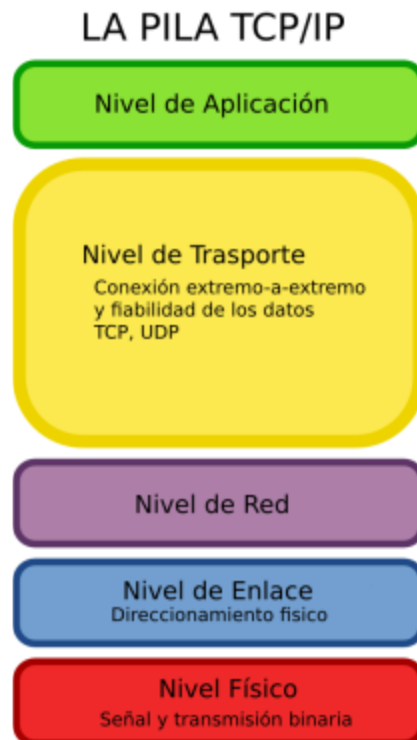 LA PILA TCP/IP
Nivel de Aplicación
Nivel de Trasporte
Conexión extremo-a-extremo
y fiabilidad de los datos
TCP, UDP
Nivel de Red
Nivel de Enlace
Direccionamiento fisico
Nivel Físico
Señal y transmisión binaria